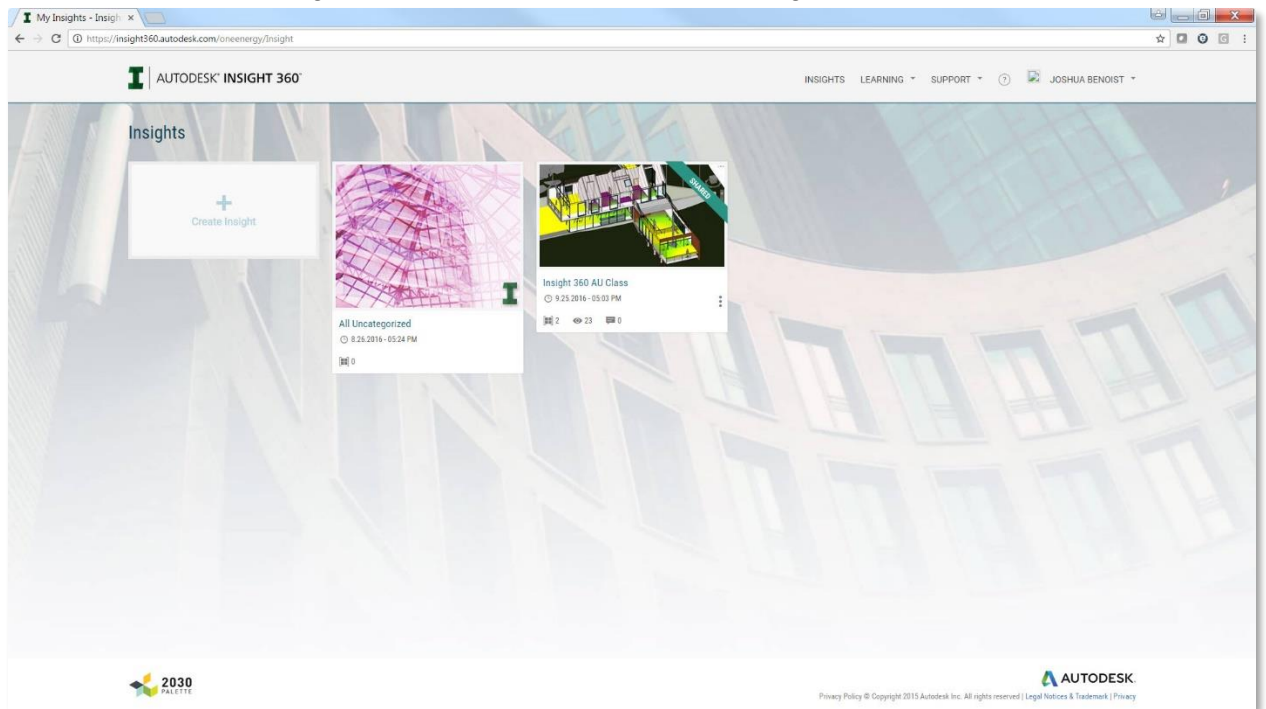 My Insights - Insigh
https://insight360.autodesk.com/oneenergy/Insight
AUTODESK® INSIGHT 360®
INSIGHTS LEARNING SUPPORT ? JOSHUA BENOIST
Insights
Create Insight
SHARED
Insight 360 AU Class
9.25.2016 - 05:03 PM
2 23 0
All Uncategorized
8.26.2016 - 05:24 PM
0
2030
PALETTE
AUTODESK.
Privacy Policy © Copyright 2015 Autodesk Inc. All rights reserved | Legal Notices & Trademark | Privacy